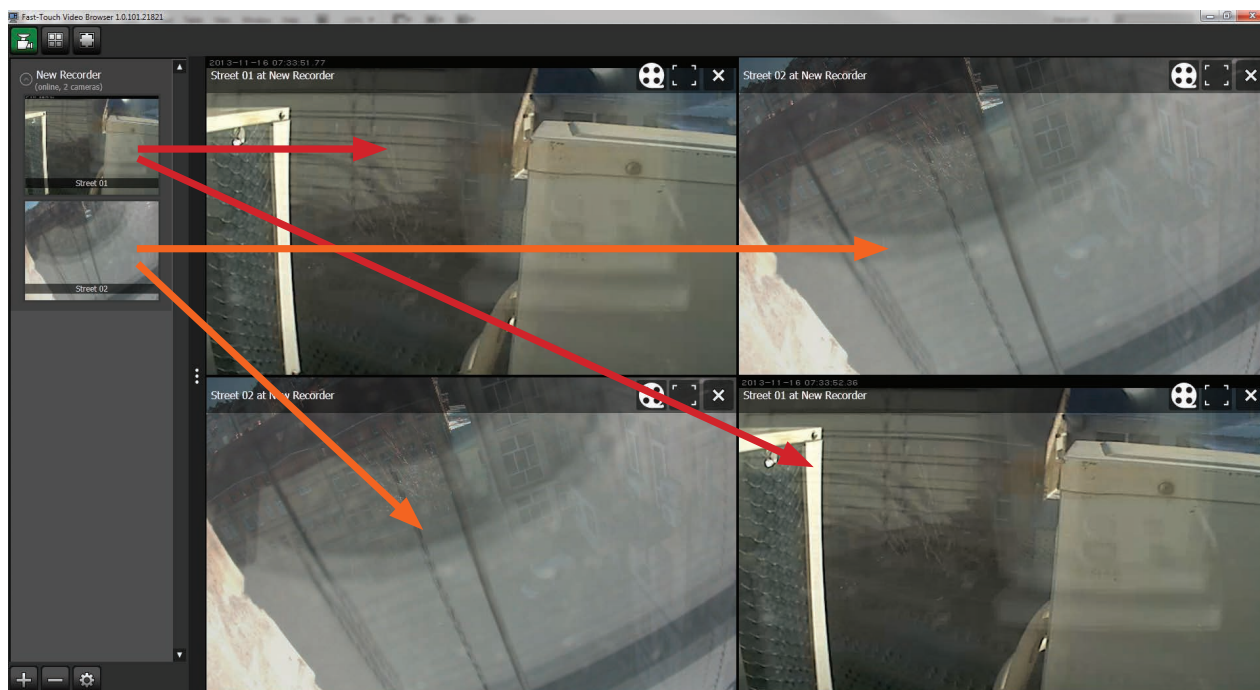 Fast-Touch Video Browser 1.0.101.21821
New Recorder
(online, 2 cameras)
Street 01
Street 02
2013-11-16 07:33:51.77
Street 01 at New Recorder
Street 02 at New Recorder
Street 02 at New Recorder
2013-11-16 07:33:52.36
Street 01 at New Recorder